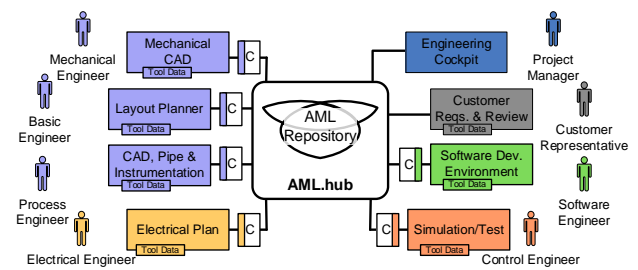 Mechanical
Engineer
Mechanical
CAD
Tool Data
C
Engineering
Cockpit
Project
Manager
Basic
Engineer
Layout Planner
Tool Data
C
AML
Repository
AML.hub
Customer
Reqs. & Review
Tool Data
Customer
Representative
Process
Engineer
CAD, Pipe &
Instrumentation
Tool Data
C
C
Software Dev.
Environment
Tool Data
Software
Engineer
Electrical Engineer
Electrical Plan
Tool Data
C
C
Simulation/Test
Tool Data
Control Engineer